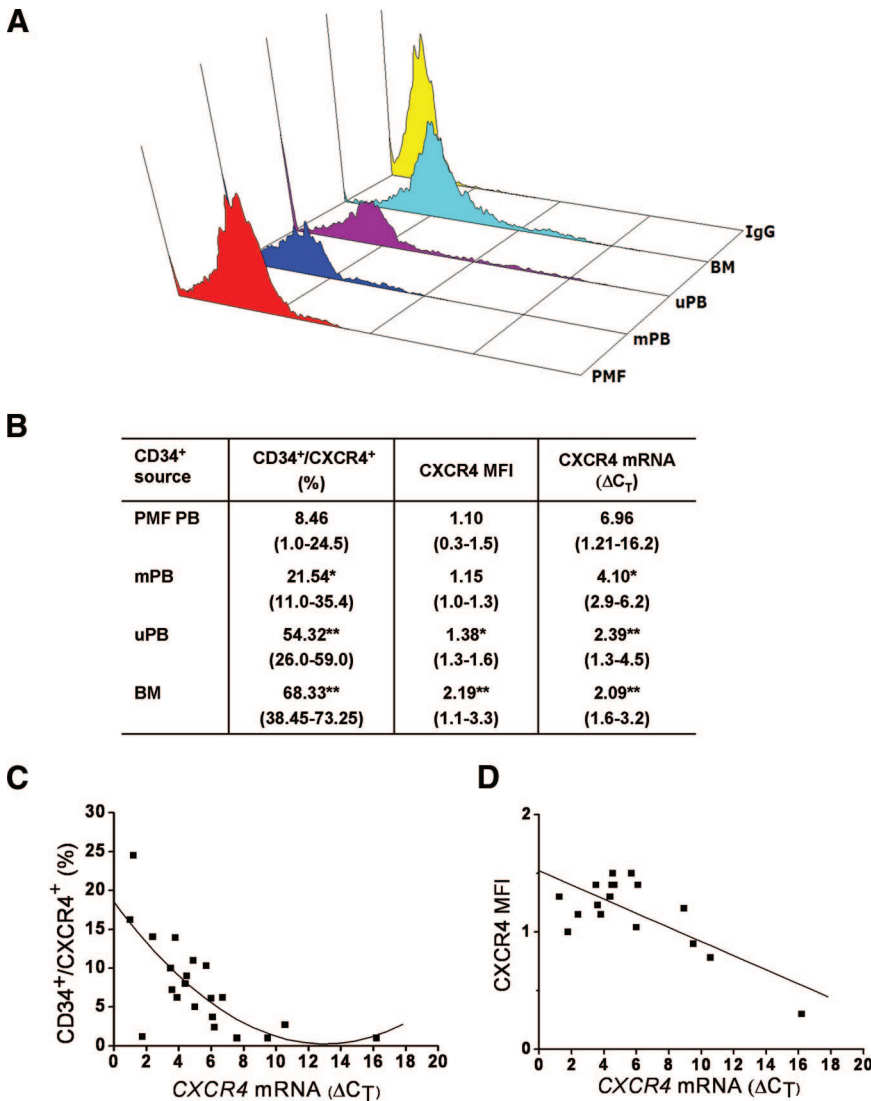 A
IgG
BM
uPB
mPB
PMF
B
CD34+ source CD34+/CXCR4+ (%) CXCR4 MFI CXCR4 mRNA (ΔCT)
PMF PB 8.46 1.10 6.96
(1.0-24.5) (0.3-1.5) (1.21-16.2)
mPB 21.54* 1.15 4.10*
(11.0-35.4) (1.0-1.3) (2.9-6.2)
uPB 54.32** 1.38* 2.39**
(26.0-59.0) (1.3-1.6) (1.3-4.5)
BM 68.33** 2.19** 2.09**
(38.45-73.25) (1.1-3.3) (1.6-3.2)
C
CD34+/CXCR4+ (%)
30
25
20
15
10
5
0
0 2 4 6 8 10 12 14 16 18 20
CXCR4 mRNA (ΔCT)
D
CXCR4 MFI
2
1
0
0 2 4 6 8 10 12 14 16 18 20
CXCR4 mRNA (ΔCT)